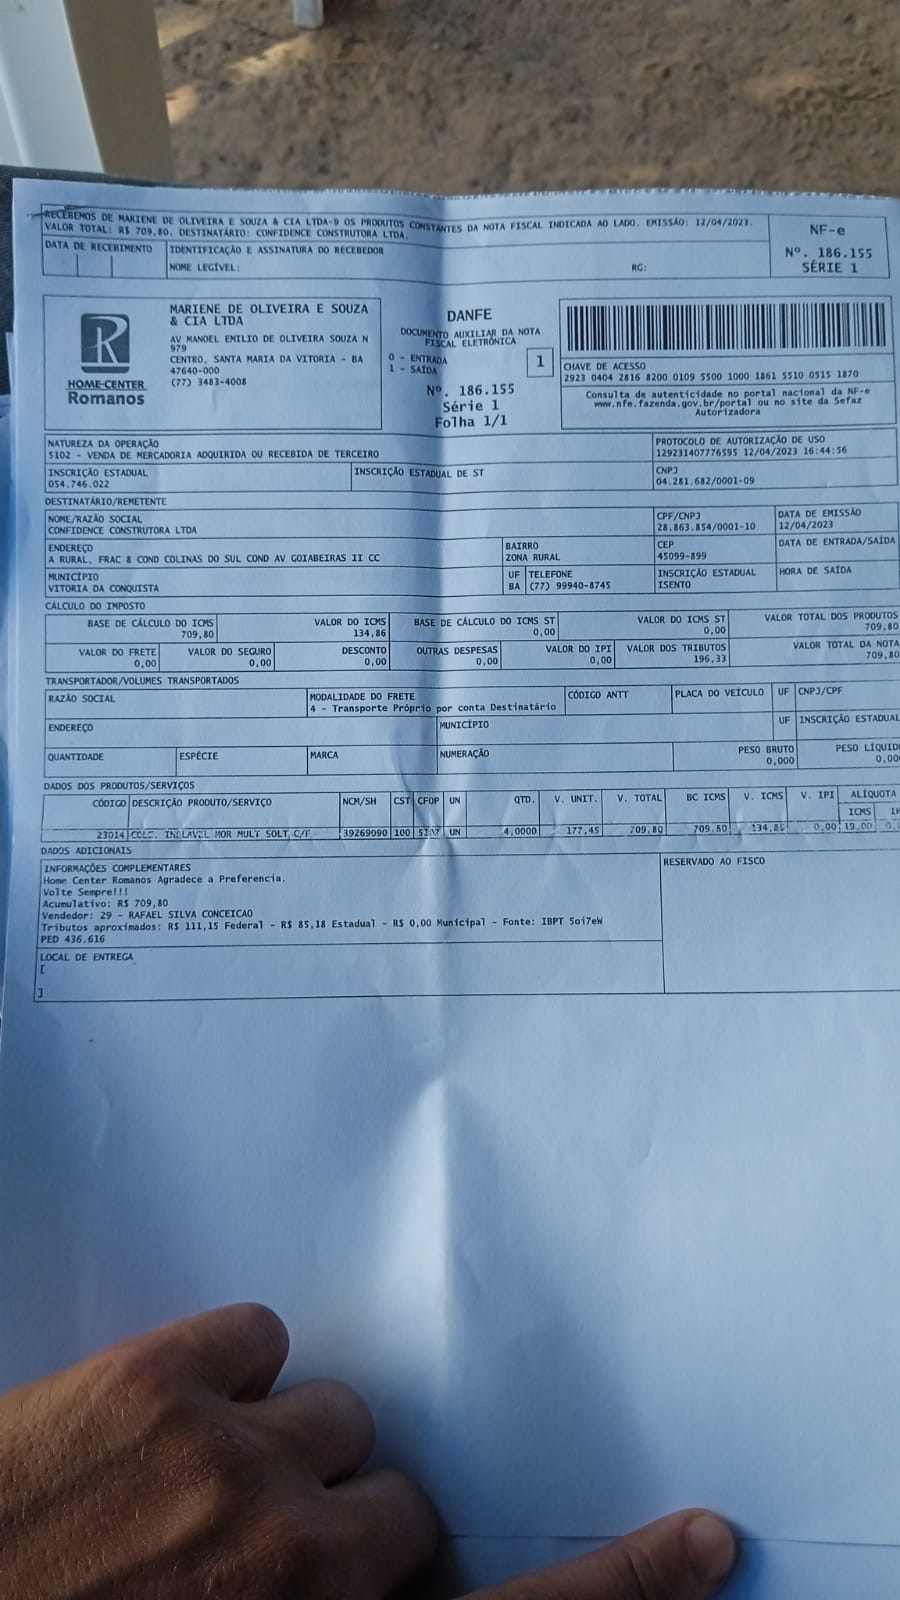 RECEBEMOS DE MARIENE DE OLIVEIRA E SOUZA & CIA LTDA-9 OS PRODUTOS CONSTANTES DA NOTA FISCAL INDICADA AO LADO. EMISSÃO: 12/04/2023.
VALOR TOTAL: R$ 709,80. DESTINATÁRIO: CONFIDENCE CONSTRUTORA LTDA.
DATA DE RECEBIMENTO IDENTIFICAÇÃO E ASSINATURA DO RECEBEDOR
NOME LEGÍVEL: RG:
NF-e
Nº. 186.155
SÉRIE 1
R
HOME-CENTER
Romanos
MARIENE DE OLIVEIRA E SOUZA
& CIA LTDA
AV MANOEL EMILIO DE OLIVEIRA SOUZA N
979
CENTRO, SANTA MARIA DA VITORIA - BA
47640-000
(77) 3483-4008
DANFE
DOCUMENTO AUXILIAR DA NOTA
FISCAL ELETRÔNICA
0 - ENTRADA
1 - SAÍDA
1
Nº. 186.155
Série 1
Folha 1/1
CHAVE DE ACESSO
2923 0404 2816 8200 0109 5500 1000 1861 5510 0515 1870
Consulta de autenticidade no portal nacional da NF-e
www.nfe.fazenda.gov.br/portal ou no site da Sefaz
Autorizadora
NATUREZA DA OPERAÇÃO
5102 - VENDA DE MERCADORIA ADQUIRIDA OU RECEBIDA DE TERCEIRO
PROTOCOLO DE AUTORIZAÇÃO DE USO
129231407776595 12/04/2023 16:44:56
INSCRIÇÃO ESTADUAL
054.746.022
INSCRIÇÃO ESTADUAL DE ST
CNPJ
04.281.682/0001-09
DESTINATÁRIO/REMETENTE
NOME/RAZÃO SOCIAL
CONFIDENCE CONSTRUTORA LTDA
CPF/CNPJ
28.863.854/0001-10
DATA DE EMISSÃO
12/04/2023
ENDEREÇO
A RURAL, FRAC 8 COND COLINAS DO SUL COND AV GOIABEIRAS II CC
BAIRRO
ZONA RURAL
CEP
45099-899
DATA DE ENTRADA/SAÍDA
MUNICÍPIO
VITORIA DA CONQUISTA
UF
BA
TELEFONE
(77) 99940-8745
INSCRIÇÃO ESTADUAL
ISENTO
HORA DE SAÍDA
CÁLCULO DO IMPOSTO
BASE DE CÁLCULO DO ICMS
709,80
VALOR DO ICMS
134,86
BASE DE CÁLCULO DO ICMS ST
0,00
VALOR DO ICMS ST
0,00
VALOR TOTAL DOS PRODUTOS
709,80
VALOR DO FRETE
0,00
VALOR DO SEGURO
0,00
DESCONTO
0,00
OUTRAS DESPESAS
0,00
VALOR DO IPI
0,00
VALOR DOS TRIBUTOS
196,33
VALOR TOTAL DA NOTA
709,80
TRANSPORTADOR/VOLUMES TRANSPORTADOS
RAZÃO SOCIAL
MODALIDADE DO FRETE
4 - Transporte Próprio por conta Destinatário
CÓDIGO ANTT
PLACA DO VEÍCULO
UF
CNPJ/CPF
ENDEREÇO
MUNICÍPIO
UF
INSCRIÇÃO ESTADUAL
QUANTIDADE
ESPÉCIE
MARCA
NUMERAÇÃO
PESO BRUTO
0,000
PESO LÍQUIDO
0,00
DADOS DOS PRODUTOS/SERVIÇOS
CÓDIGO DESCRIÇÃO PRODUTO/SERVIÇO NCM/SH CST CFOP UN QTD. V. UNIT. V. TOTAL BC ICMS V. ICMS V. IPI ALÍQUOTA
ICMS
23014 MOR MULT SOLT C/F 39269090 100 UN 4,0000 177,45 709,80 709,80 0,00 19,00
DADOS ADICIONAIS
INFORMAÇÕES COMPLEMENTARES
Home Center Romanos Agradece a Preferencia.
Volte Sempre!!!
Acumulativo: R$ 709,80
Vendedor: 29 - RAFAEL SILVA CONCEICAO
Tributos aproximados: R$ 111,15 Federal - R$ 85,18 Estadual - R$ 0,00 Municipal - Fonte: IBPT 5oi7eW
PED 436.616
RESERVADO AO FISCO
LOCAL DE ENTREGA
[
]